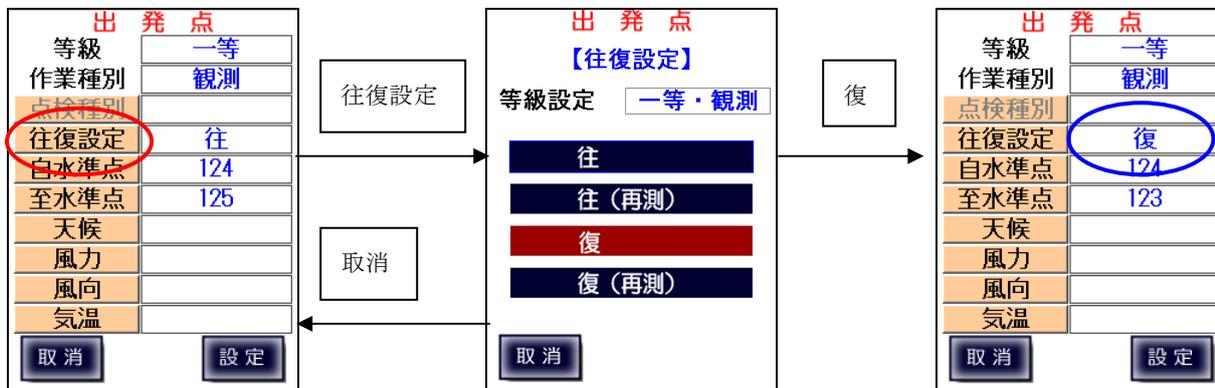 出 発 点
等級 一等
作業種別 観測
点検種別
往復設定 往
自水準点 124
至水準点 125
天候
風力
風向
気温
取消 設定
往復設定
取消
出 発 点
【往復設定】
等級設定 一等・観測
往
往（再測）
復
復（再測）
取消
復
出 発 点
等級 一等
作業種別 観測
点検種別
往復設定 復
自水準点 124
至水準点 123
天候
風力
風向
気温
取消 設定